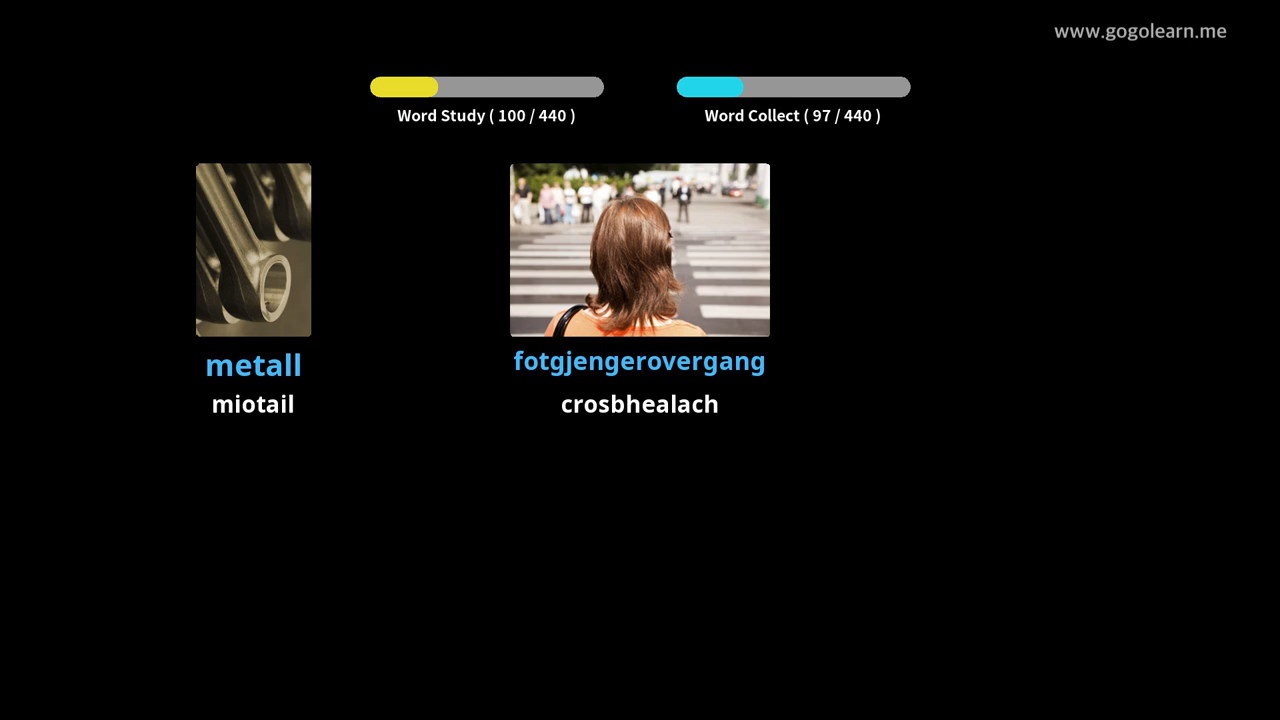 www.gogolearn.me
Word Study ( 100 / 440 )
Word Collect ( 97 / 440 )
metall
miotail
fotgjengerovergang
crosbhealach